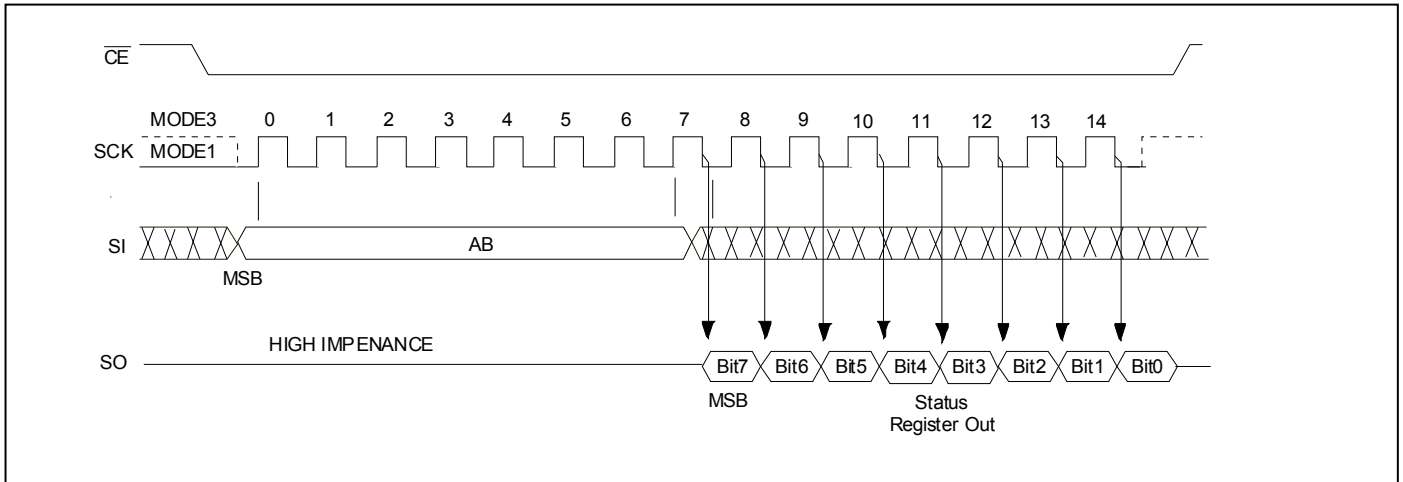 CE
MODE3 0 1 2 3 4 5 6 7 8 9 10 11 12 13 14
SCK MODE1
SI AB
MSB
HIGH IMPENANCE
SO Bit7 Bit6 Bit5 Bit4 Bit3 Bit2 Bit1 Bit0
MSB Status
Register Out